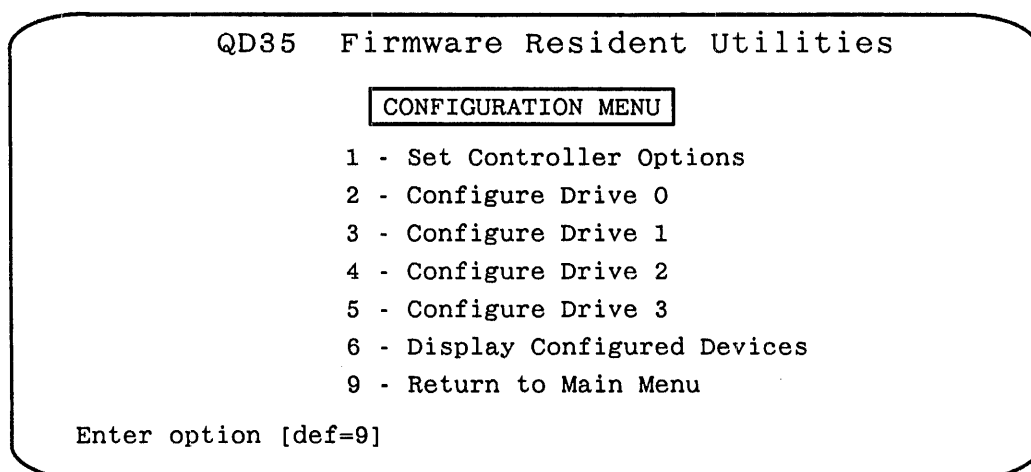 QD35 Firmware Resident Utilities
CONFIGURATION MENU
1 - Set Controller Options
2 - Configure Drive 0
3 - Configure Drive 1
4 - Configure Drive 2
5 - Configure Drive 3
6 - Display Configured Devices
9 - Return to Main Menu
Enter option [def=9]